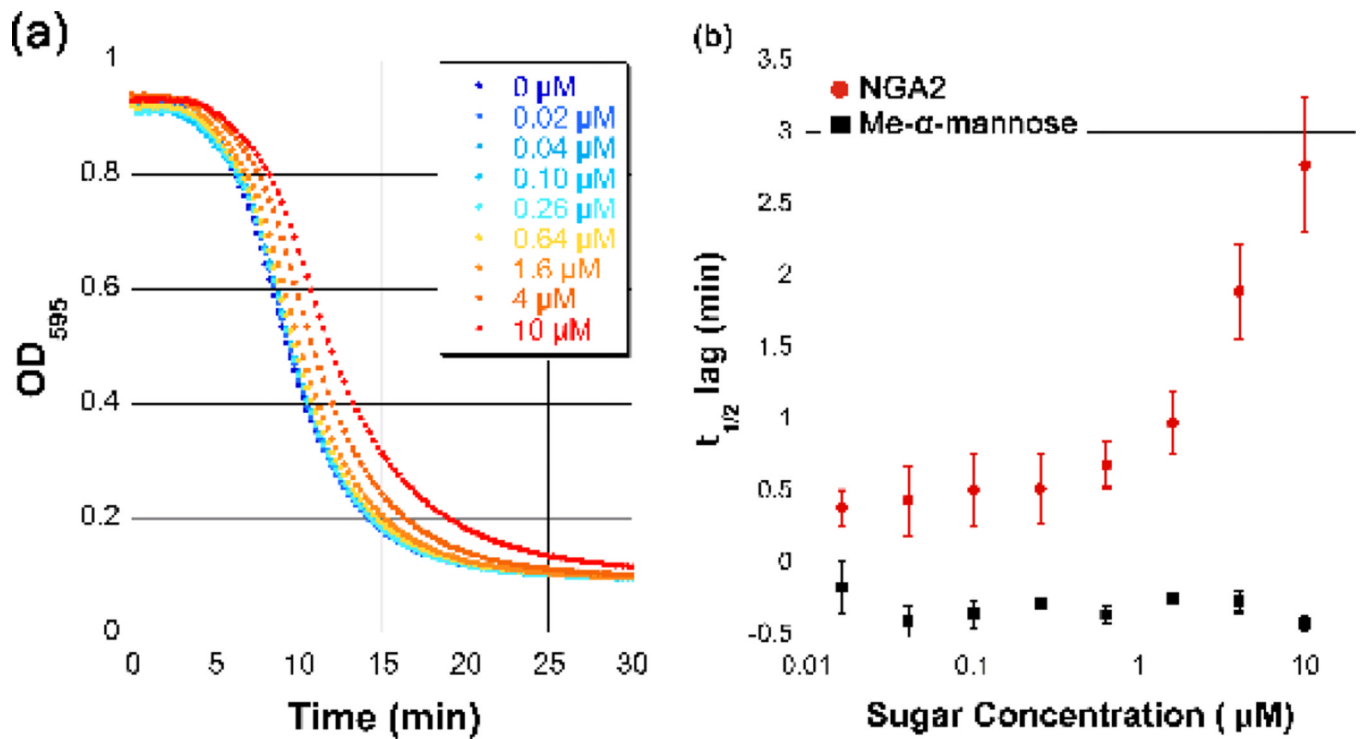 (a)
1
0.8
0.6
0.4
0.2
0
OD595
0 µM
0.02 µM
0.04 µM
0.10 µM
0.26 µM
0.64 µM
1.6 µM
4 µM
10 µM
0 5 10 15 20 25 30
Time (min)
(b)
3.5
3
2.5
2
1.5
1
0.5
0
-0.5
t1/2 lag (min)
NGA2
Me-α-mannose
0.01 0.1 1 10
Sugar Concentration ( µM)